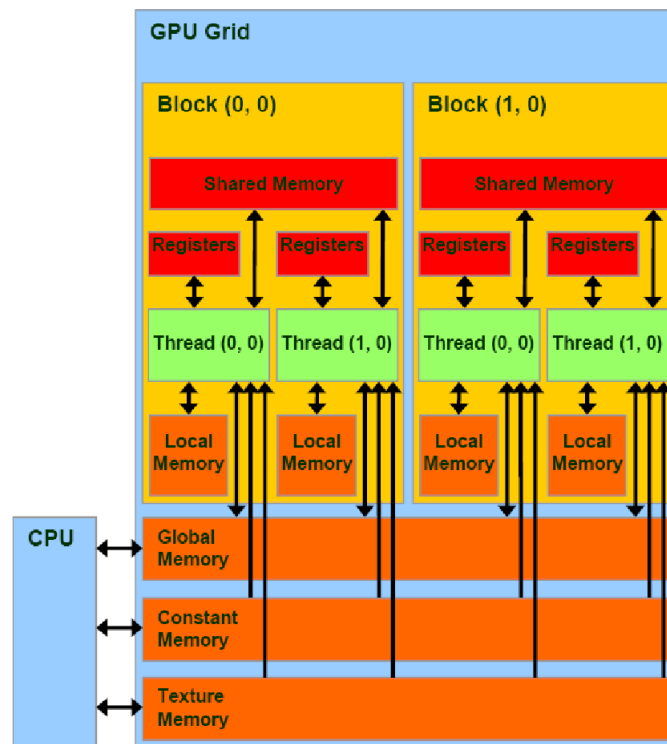 GPU Grid
Block (0, 0)
Block (1, 0)
Shared Memory
Shared Memory
Registers
Registers
Registers
Registers
Thread (0, 0)
Thread (1, 0)
Thread (0, 0)
Thread (1, 0)
Local
Memory
Local
Memory
Local
Memory
Local
Memory
CPU
Global
Memory
Constant
Memory
Texture
Memory